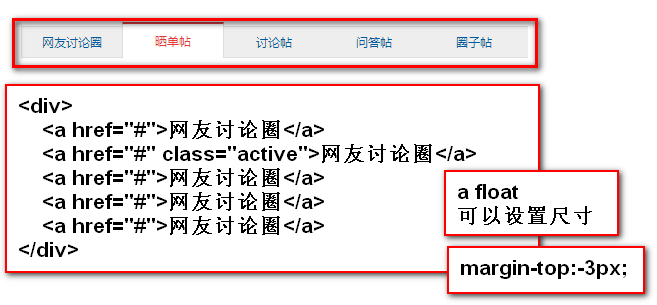 网友讨论圈 晒单帖 讨论帖 问答帖 圈子帖
<div>
<a href="#">网友讨论圈</a>
<a href="#" class="active">网友讨论圈</a>
<a href="#">网友讨论圈</a>
<a href="#">网友讨论圈</a>
<a href="#">网友讨论圈</a>
</div>
a float
可以设置尺寸
margin-top:-3px;